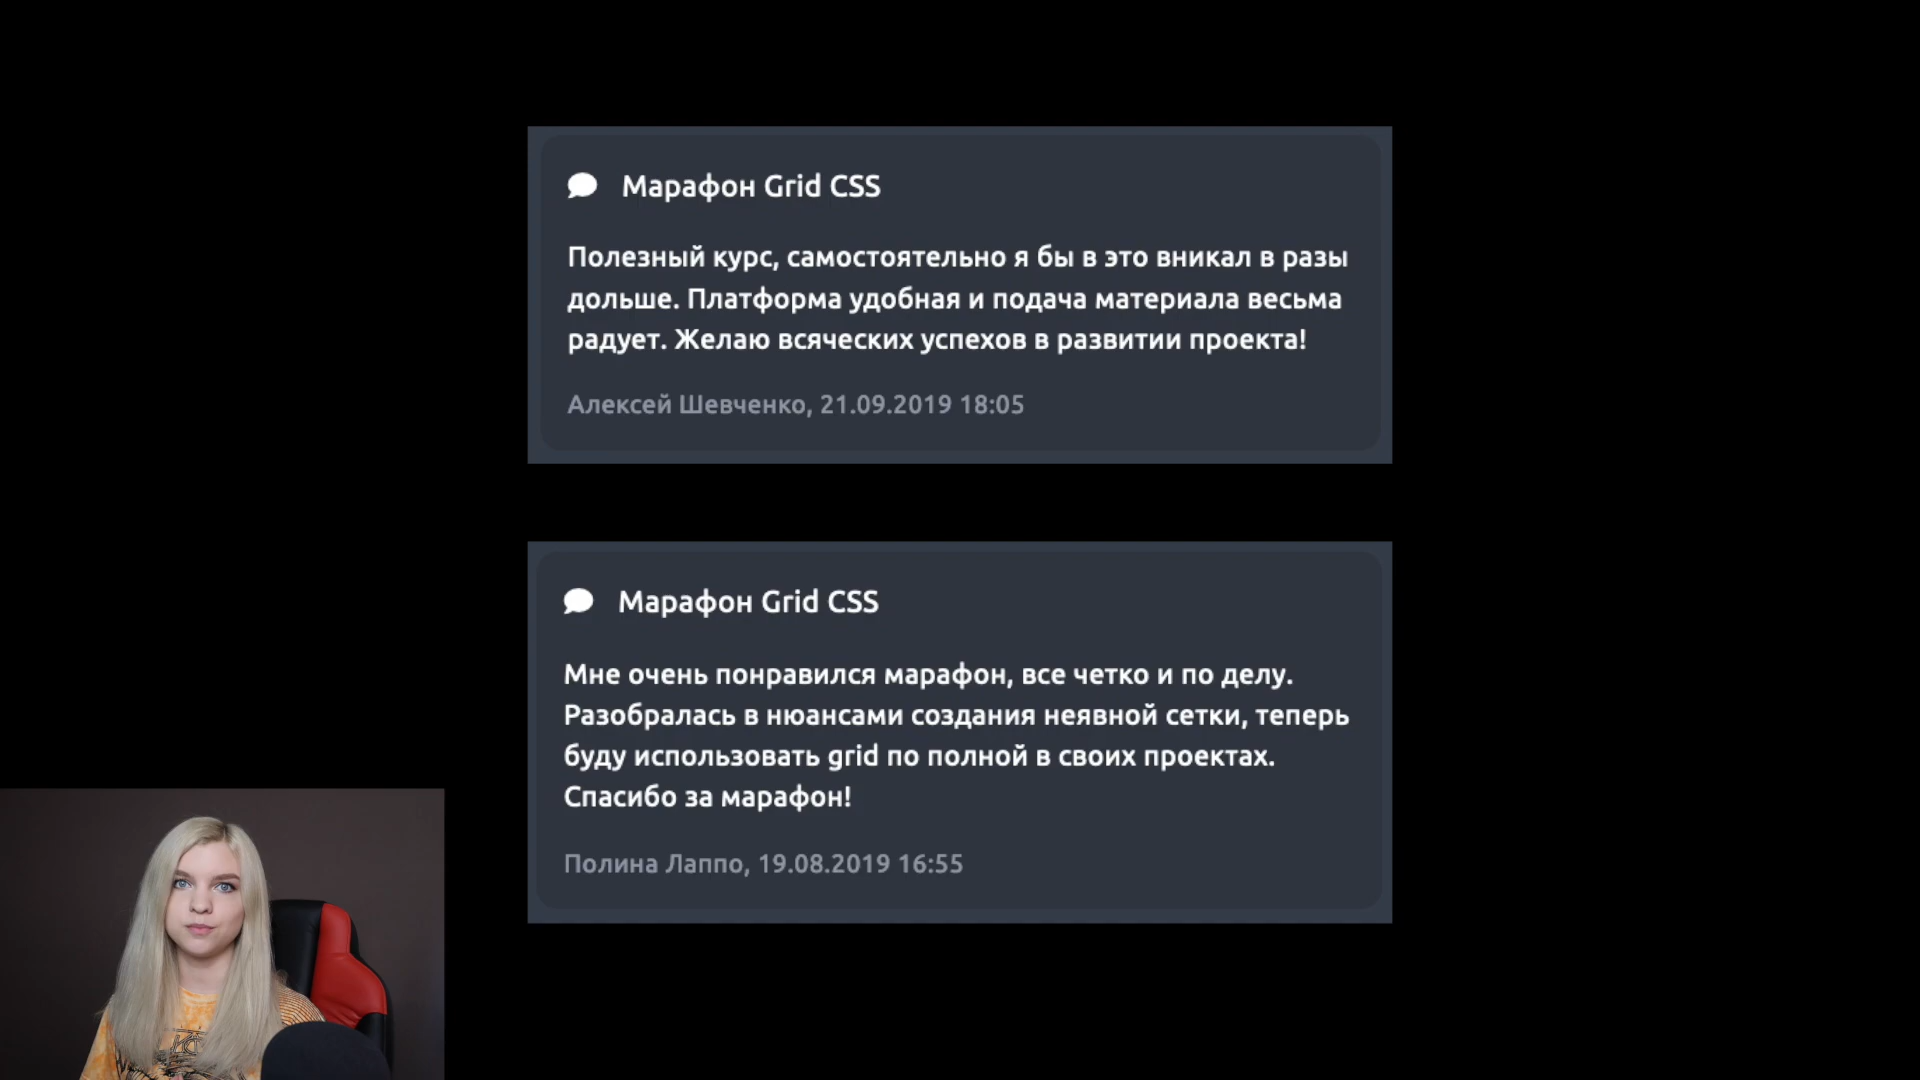 Марафон Grid CSS
Полезный курс, самостоятельно я бы в это вникал в разы
дольше. Платформа удобная и подача материала весьма
радует. Желаю всяческих успехов в развитии проекта!
Алексей Шевченко, 21.09.2019 18:05
Марафон Grid CSS
Мне очень понравился марафон, все четко и по делу.
Разобралась в нюансами создания неявной сетки, теперь
буду использовать grid по полной в своих проектах.
Спасибо за марафон!
Полина Лаппо, 19.08.2019 16:55